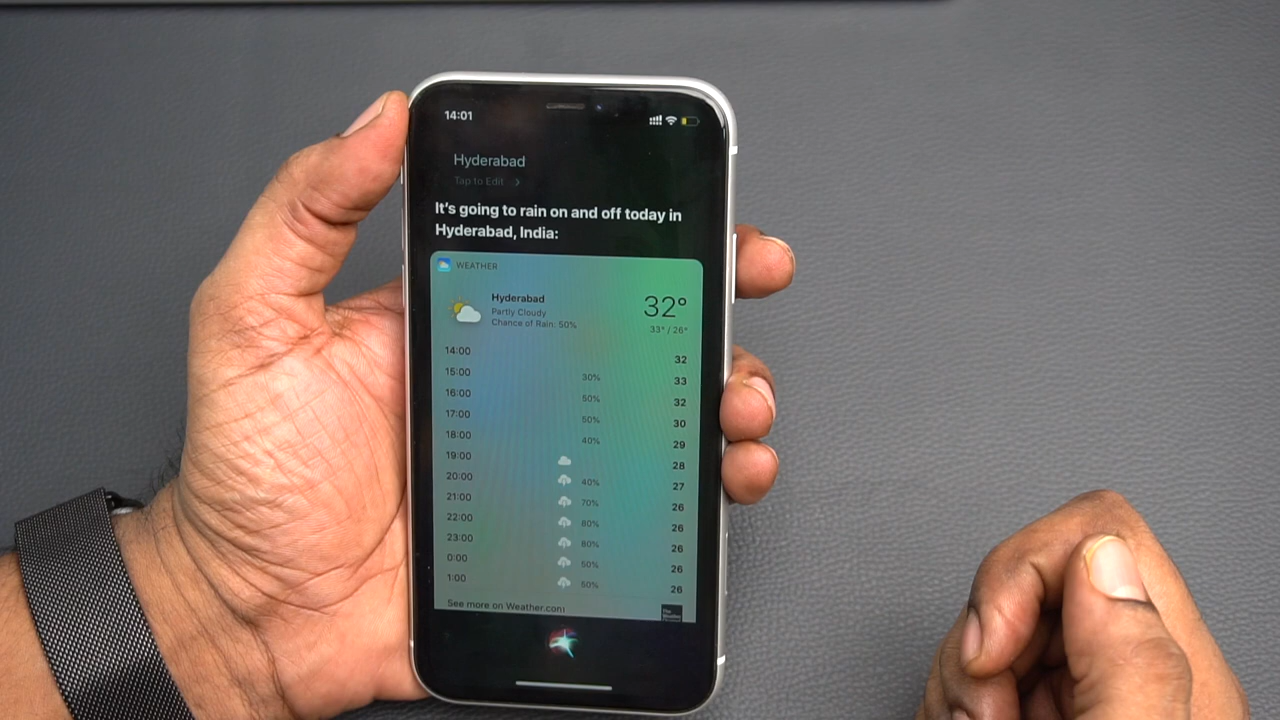 14:01
Hyderabad
Tap to Edit >
It's going to rain on and off today in
Hyderabad, India:
WEATHER
Hyderabad
Partly Cloudy
Chance of Rain: 50%
32°
33° / 26°
14:00 32
15:00 30% 33
16:00 50% 32
17:00 50% 30
18:00 40% 29
19:00 28
20:00 40% 27
21:00 70% 26
22:00 80% 26
23:00 80% 26
0:00 26
1:00 50% 26
See more on Weather.com
The
Weather